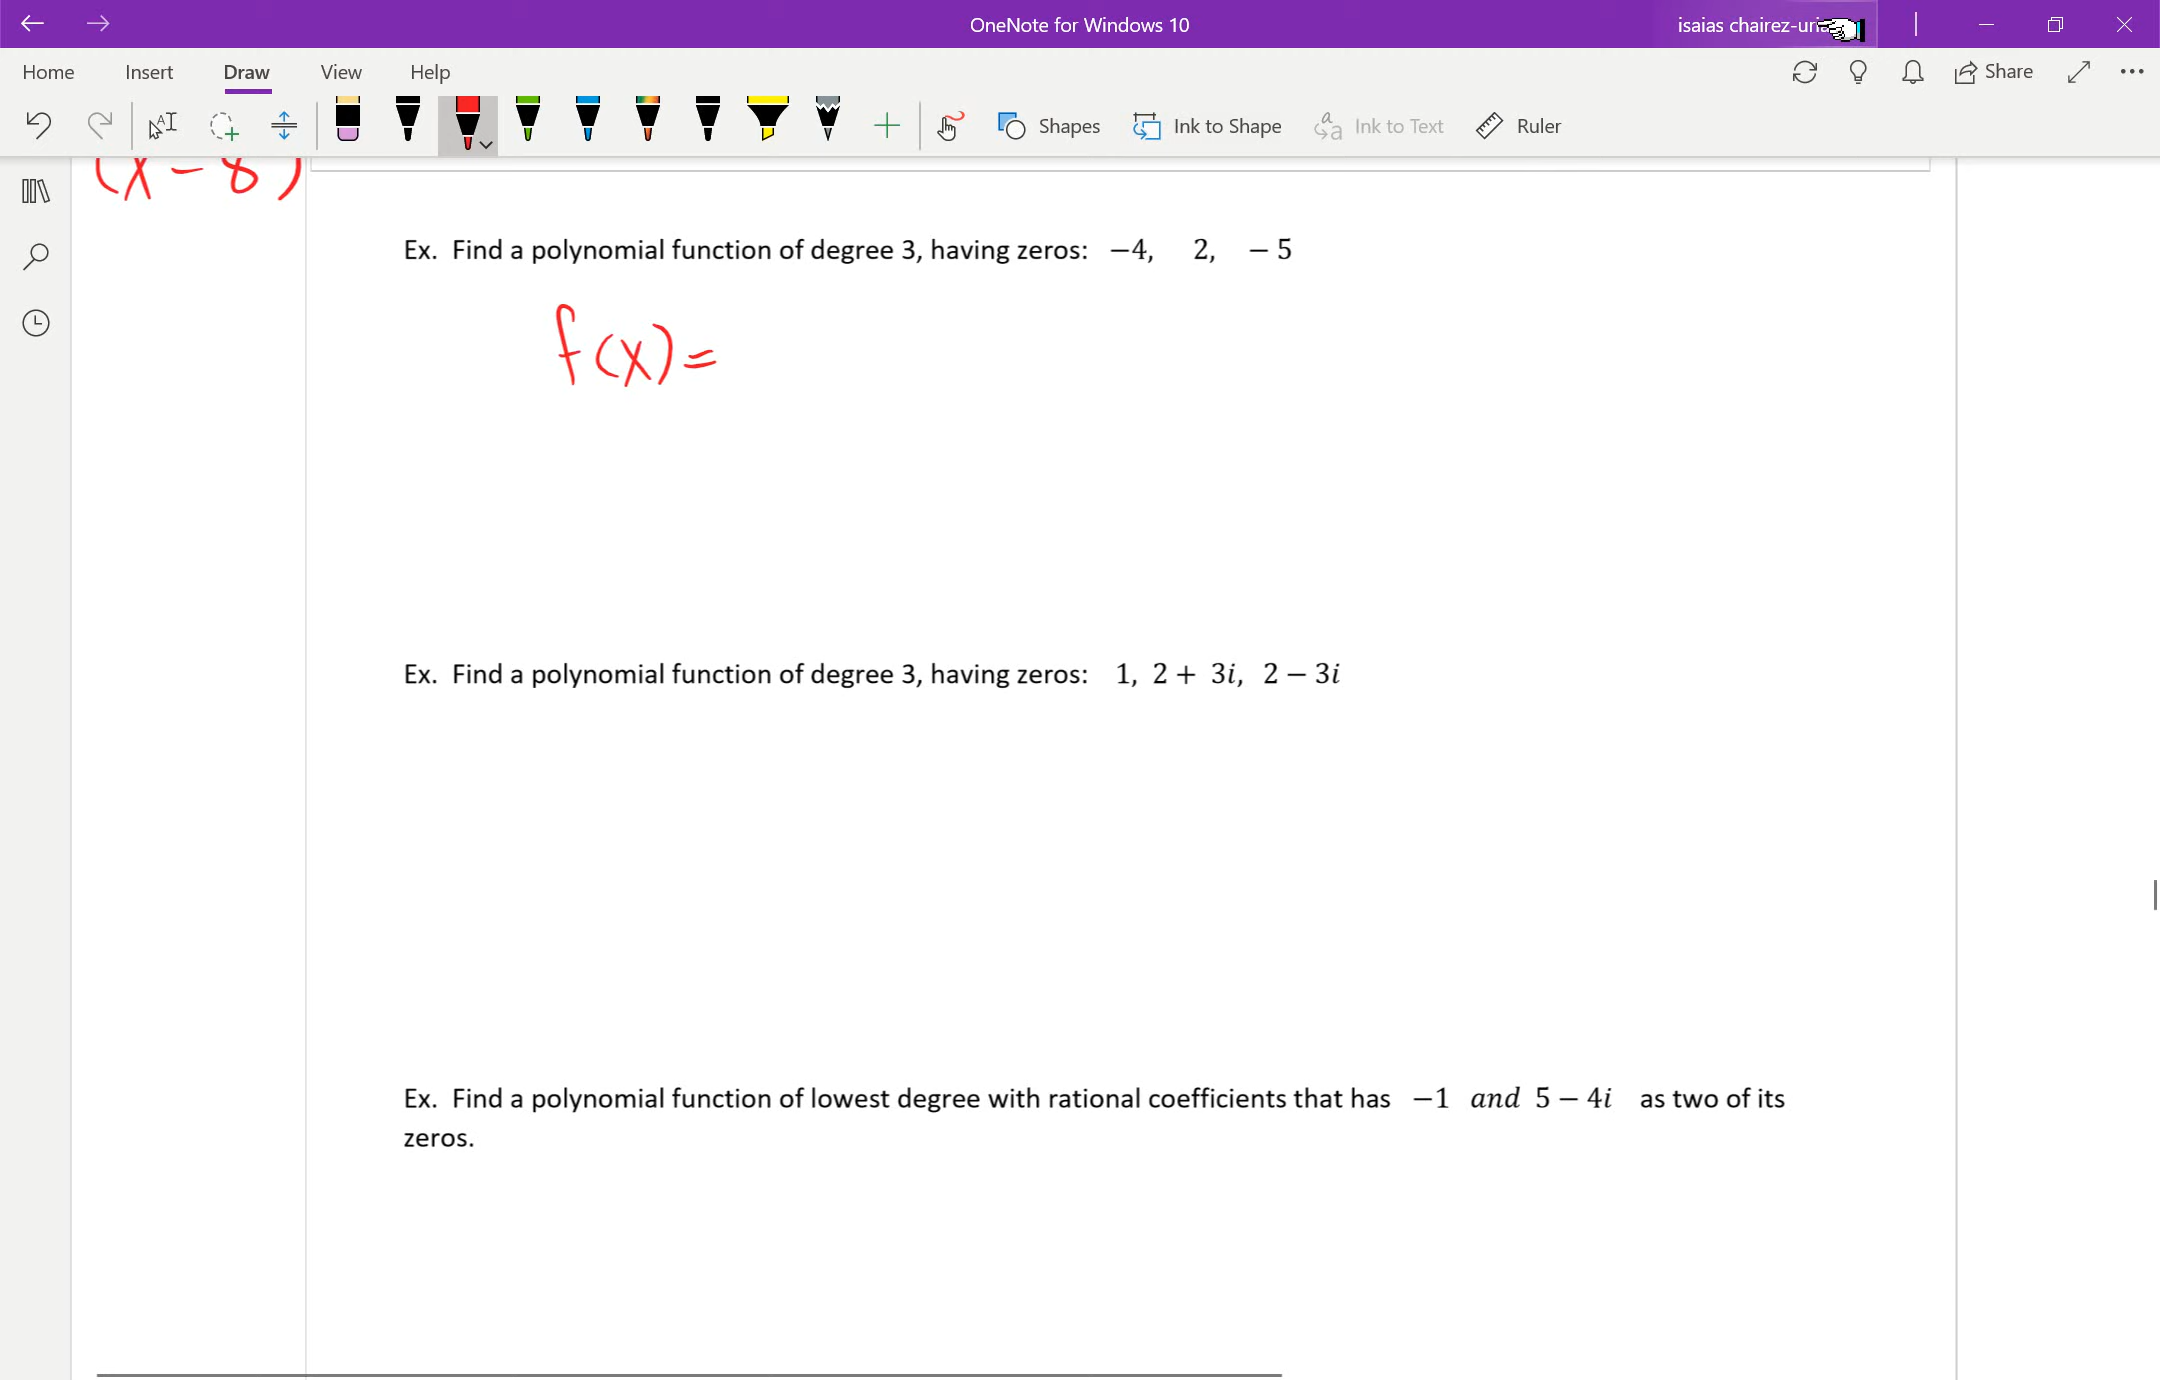 OneNote for Windows 10
isaias chairez-uri
Home Insert Draw View Help
Share
Shapes Ink to Shape Ink to Text Ruler
(x-8)
Ex. Find a polynomial function of degree 3, having zeros: −4, 2, − 5
f(x)=
Ex. Find a polynomial function of degree 3, having zeros: 1, 2 + 3i, 2 − 3i
Ex. Find a polynomial function of lowest degree with rational coefficients that has −1 and 5 − 4i as two of its
zeros.